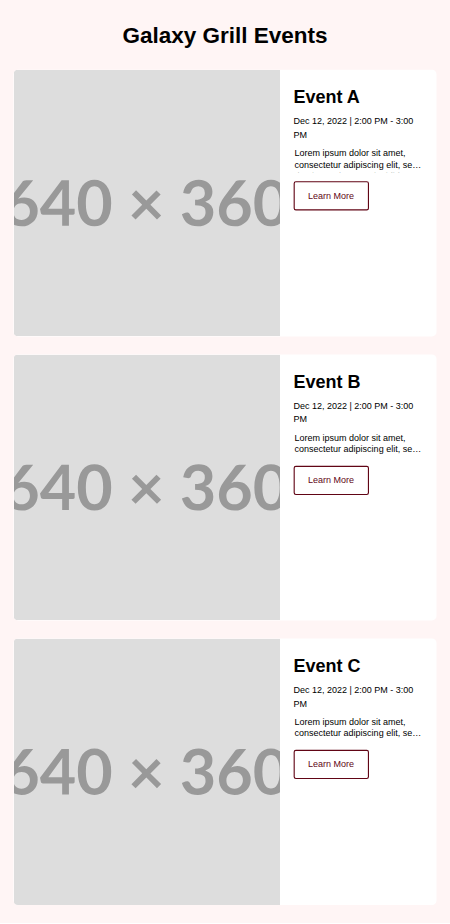 Galaxy Grill Events
640 × 360
Event A
Dec 12, 2022 | 2:00 PM - 3:00
PM
Lorem ipsum dolor sit amet,
consectetur adipiscing elit, se…
Learn More
640 × 360
Event B
Dec 12, 2022 | 2:00 PM - 3:00
PM
Lorem ipsum dolor sit amet,
consectetur adipiscing elit, se…
Learn More
640 × 360
Event C
Dec 12, 2022 | 2:00 PM - 3:00
PM
Lorem ipsum dolor sit amet,
consectetur adipiscing elit, se…
Learn More